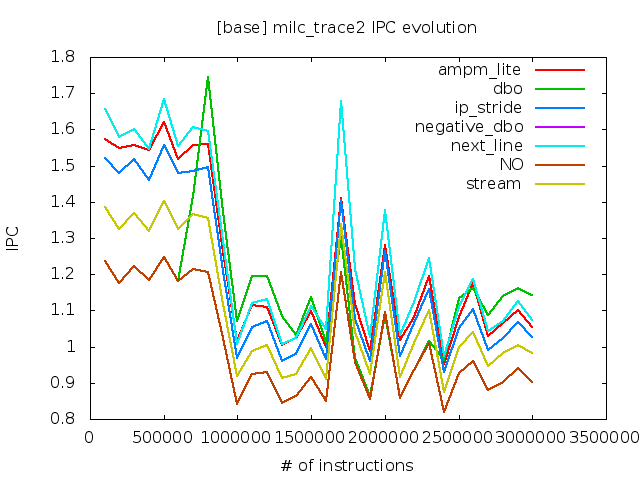 [base] milc_trace2 IPC evolution
1.8
1.7
1.6
1.5
1.4
1.3
1.2
1.1
1
0.9
0.8
IPC
ampm_lite
dbo
ip_stride
negative_dbo
next_line
NO
stream
0 500000 1000000 1500000 2000000 2500000 3000000 3500000
# of instructions